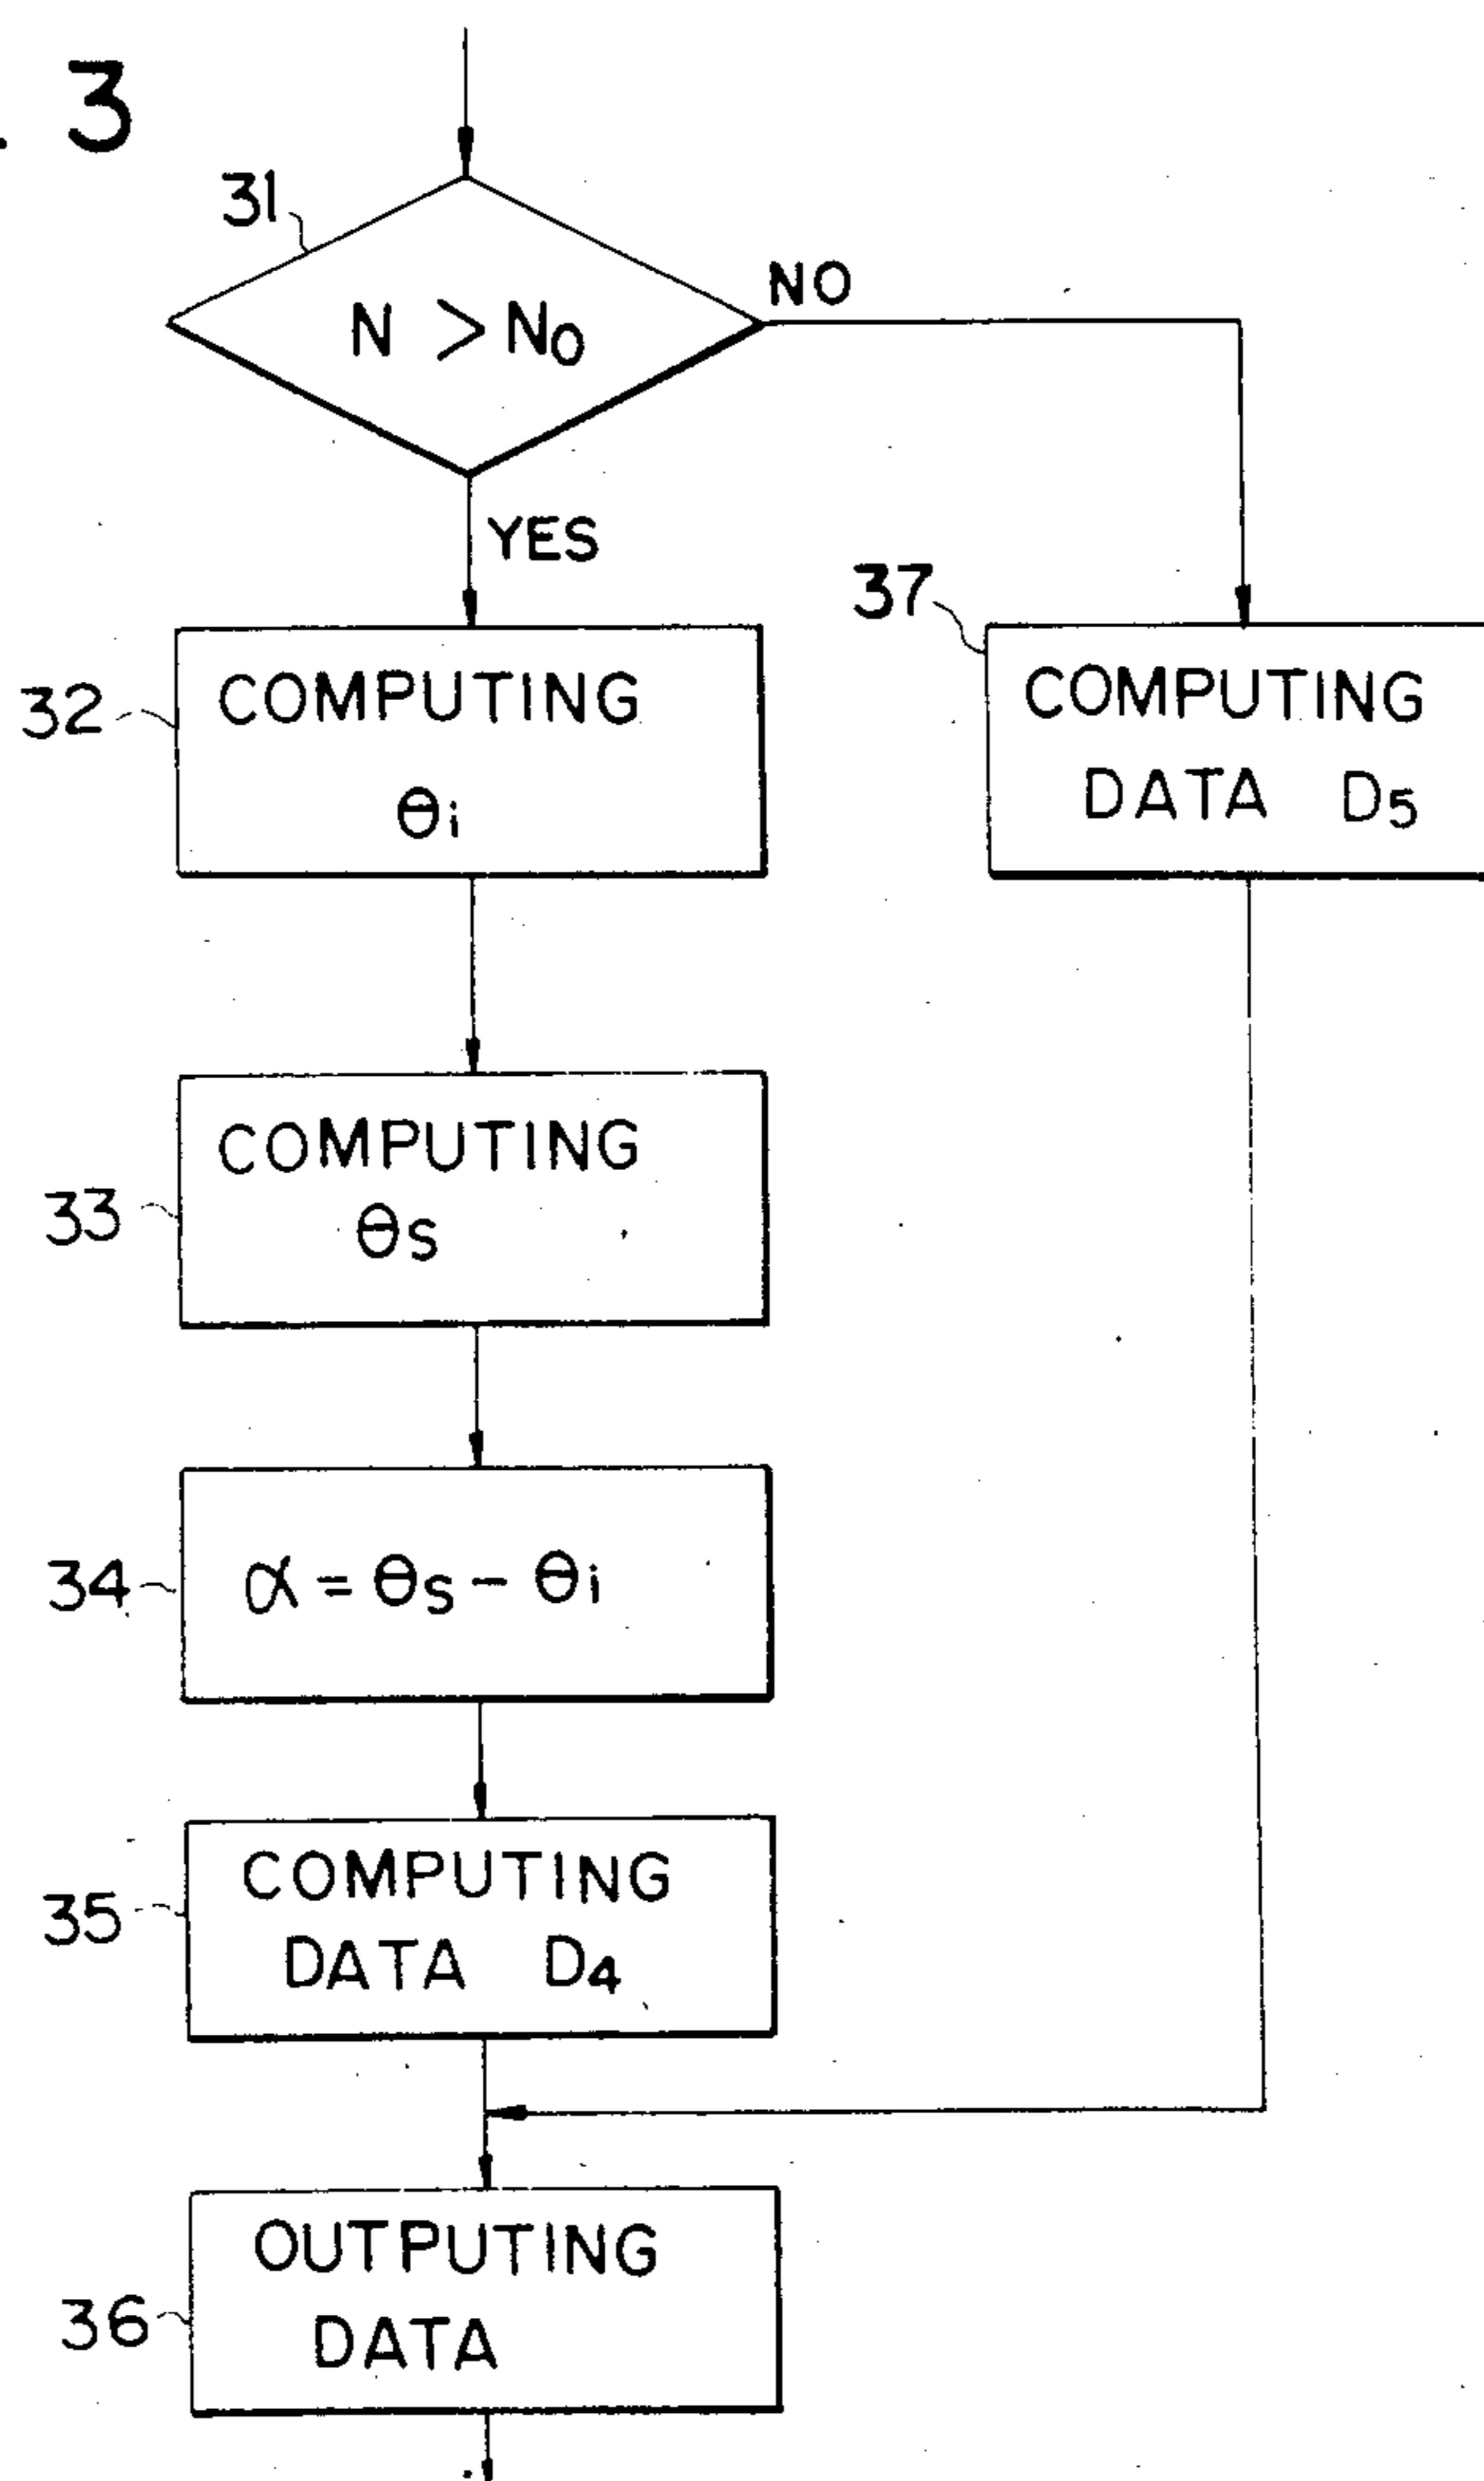 . 3
31
N > N₀
NO
YES
32
COMPUTING
θi
37
COMPUTING
DATA D₅
33
COMPUTING
θs
34
α = θs - θi
35
COMPUTING
DATA D₄
36
OUTPUTING
DATA